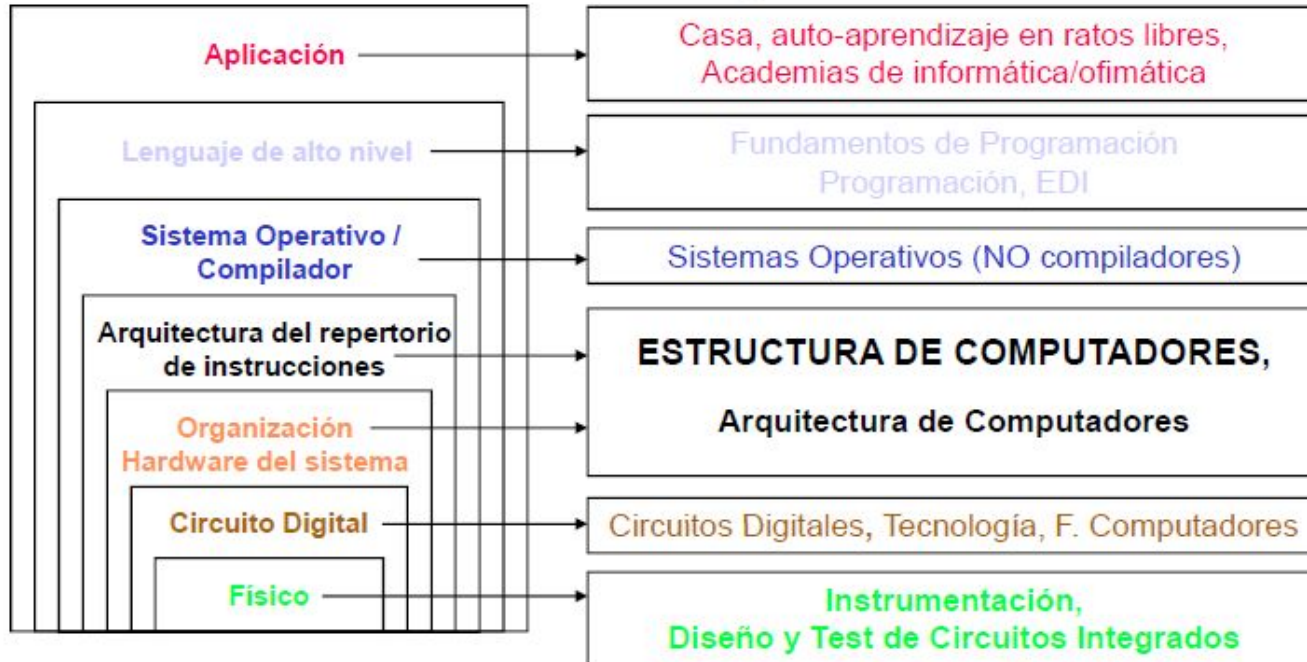 Aplicación
Casa, auto-aprendizaje en ratos libres,
Academias de informática/ofimática
Lenguaje de alto nivel
Fundamentos de Programación
Programación, EDI
Sistema Operativo /
Compilador
Sistemas Operativos (NO compiladores)
Arquitectura del repertorio
de instrucciones
ESTRUCTURA DE COMPUTADORES,
Arquitectura de Computadores
Organización
Hardware del sistema
Circuito Digital
Circuitos Digitales, Tecnología, F. Computadores
Físico
Instrumentación,
Diseño y Test de Circuitos Integrados